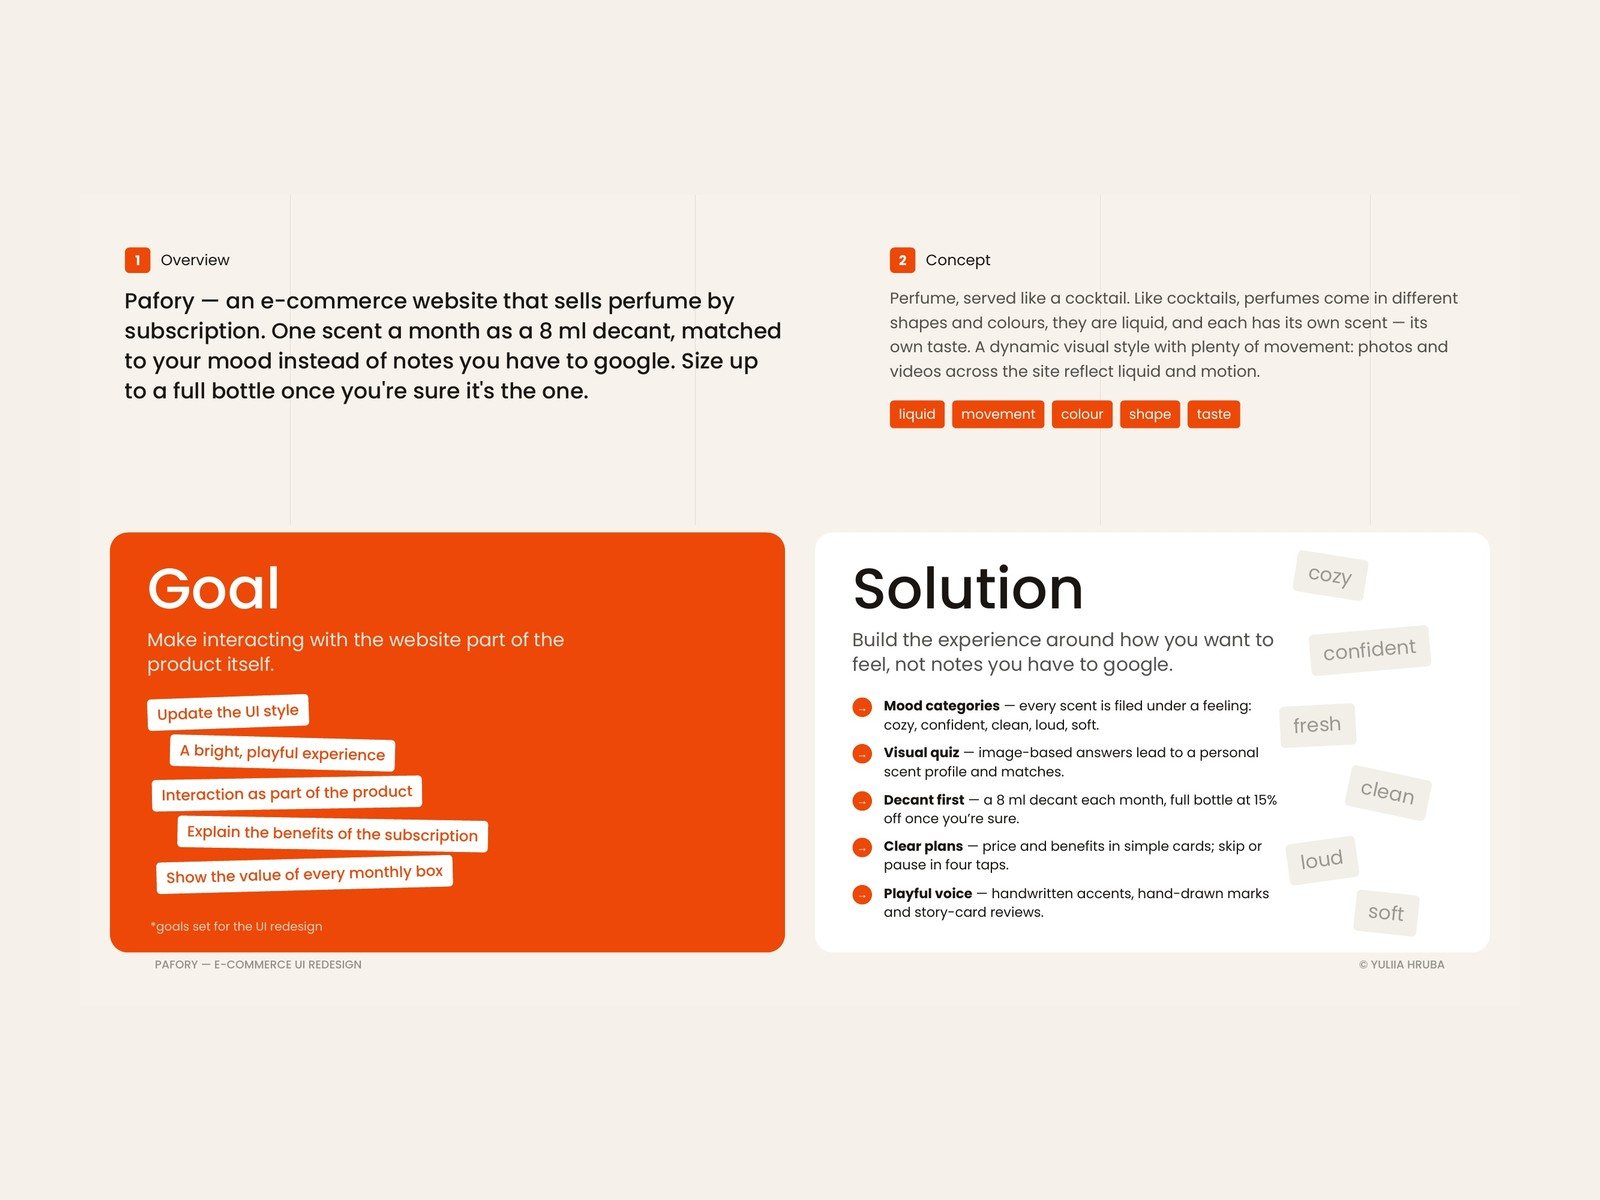 1 Overview
Pafory — an e-commerce website that sells perfume by
subscription. One scent a month as a 8 ml decant, matched
to your mood instead of notes you have to google. Size up
to a full bottle once you're sure it's the one.
2 Concept
Perfume, served like a cocktail. Like cocktails, perfumes come in different
shapes and colours, they are liquid, and each has its own scent — its
own taste. A dynamic visual style with plenty of movement: photos and
videos across the site reflect liquid and motion.
liquid movement colour shape taste
Goal
Make interacting with the website part of the
product itself.
Update the UI style
A bright, playful experience
Interaction as part of the product
Explain the benefits of the subscription
Show the value of every monthly box
*goals set for the UI redesign
Solution
Build the experience around how you want to
feel, not notes you have to google.
→ Mood categories — every scent is filed under a feeling:
cozy, confident, clean, loud, soft.
→ Visual quiz — image-based answers lead to a personal
scent profile and matches.
→ Decant first — a 8 ml decant each month, full bottle at 15%
off once you’re sure.
→ Clear plans — price and benefits in simple cards; skip or
pause in four taps.
→ Playful voice — handwritten accents, hand-drawn marks
and story-card reviews.
cozy
confident
fresh
clean
loud
soft
PAFORY — E-COMMERCE UI REDESIGN
© YULIIA HRUBA